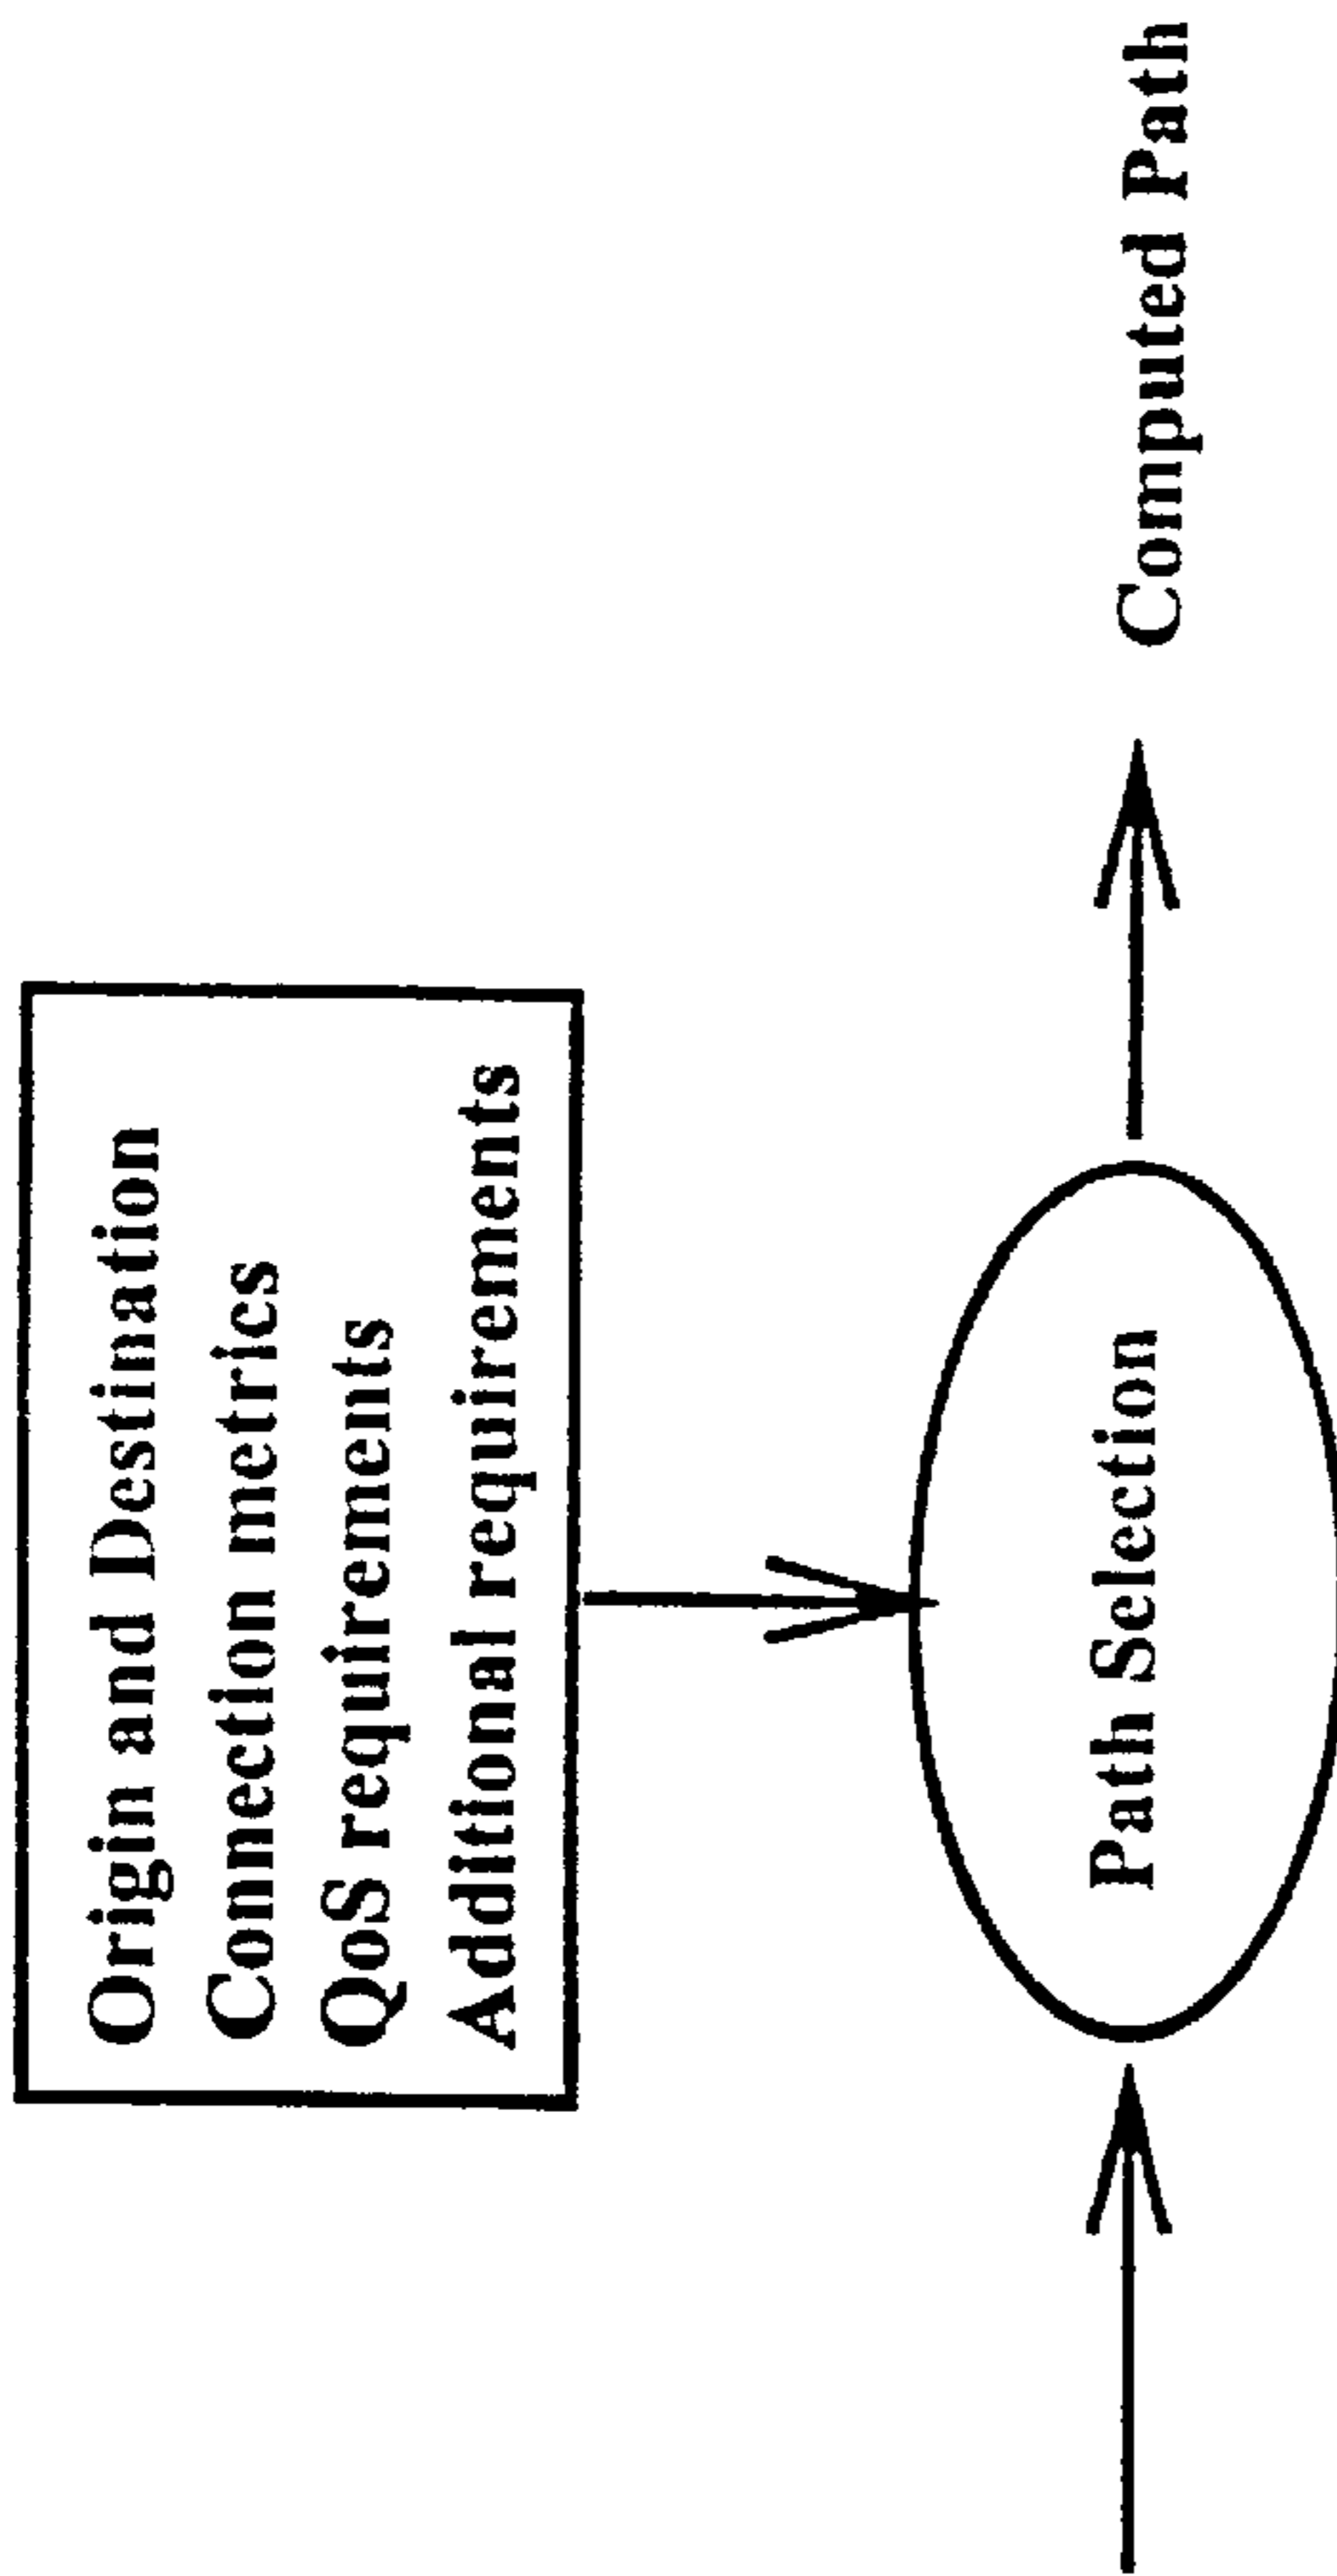 Origin and Destination
Connection metrics
QoS requirements
Additional requirements
Path Selection
Computed Path